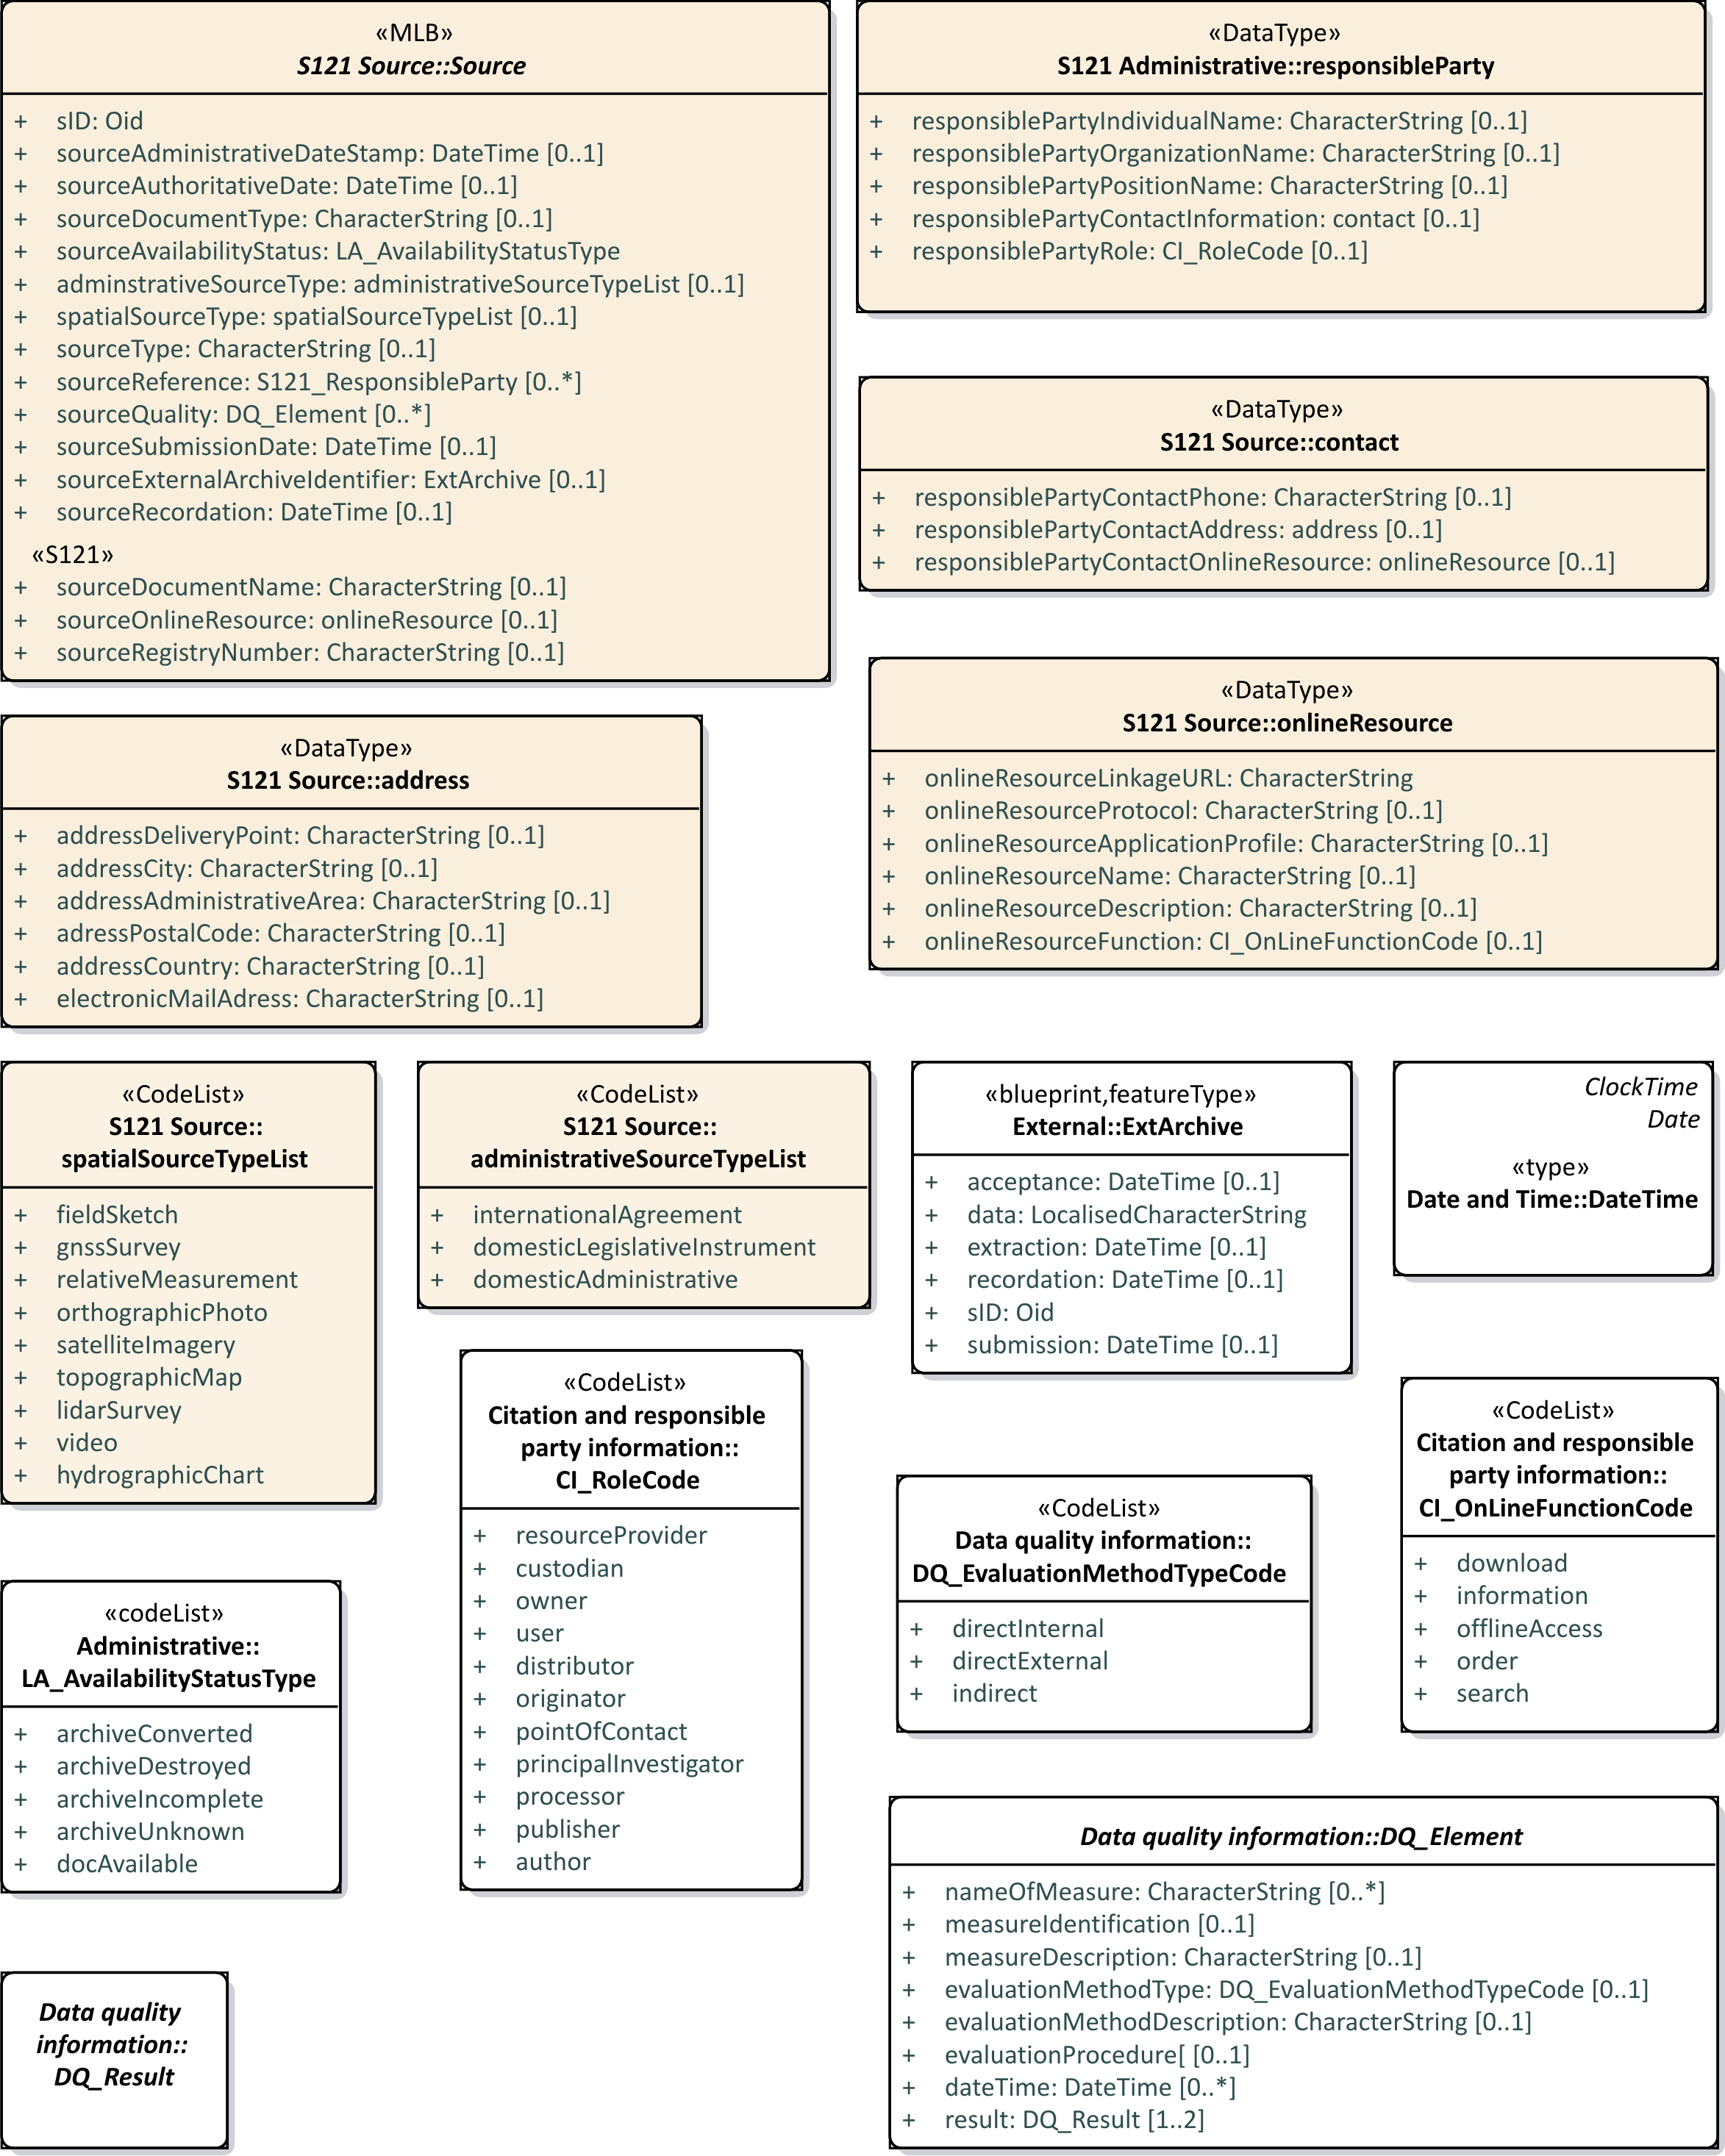 «MLB»
S121 Source::Source
+ sID: Oid
+ sourceAdministrativeDateStamp: DateTime [0..1]
+ sourceAuthoritativeDate: DateTime [0..1]
+ sourceDocumentType: CharacterString [0..1]
+ sourceAvailabilityStatus: LA_AvailabilityStatusType
+ adminstrativeSourceType: administrativeSourceTypeList [0..1]
+ spatialSourceType: spatialSourceTypeList [0..1]
+ sourceType: CharacterString [0..1]
+ sourceReference: S121_ResponsibleParty [0..*]
+ sourceQuality: DQ_Element [0..*]
+ sourceSubmissionDate: DateTime [0..1]
+ sourceExternalArchiveIdentifier: ExtArchive [0..1]
+ sourceRecordation: DateTime [0..1]
«S121»
+ sourceDocumentName: CharacterString [0..1]
+ sourceOnlineResource: onlineResource [0..1]
+ sourceRegistryNumber: CharacterString [0..1]
«DataType»
S121 Administrative::responsibleParty
+ responsiblePartyIndividualName: CharacterString [0..1]
+ responsiblePartyOrganizationName: CharacterString [0..1]
+ responsiblePartyPositionName: CharacterString [0..1]
+ responsiblePartyContactInformation: contact [0..1]
+ responsiblePartyRole: CI_RoleCode [0..1]
«DataType»
S121 Source::contact
+ responsiblePartyContactPhone: CharacterString [0..1]
+ responsiblePartyContactAddress: address [0..1]
+ responsiblePartyContactOnlineResource: onlineResource [0..1]
«DataType»
S121 Source::onlineResource
+ onlineResourceLinkageURL: CharacterString
+ onlineResourceProtocol: CharacterString [0..1]
+ onlineResourceApplicationProfile: CharacterString [0..1]
+ onlineResourceName: CharacterString [0..1]
+ onlineResourceDescription: CharacterString [0..1]
+ onlineResourceFunction: CI_OnLineFunctionCode [0..1]
«DataType»
S121 Source::address
+ addressDeliveryPoint: CharacterString [0..1]
+ addressCity: CharacterString [0..1]
+ addressAdministrativeArea: CharacterString [0..1]
+ adressPostalCode: CharacterString [0..1]
+ addressCountry: CharacterString [0..1]
+ electronicMailAdress: CharacterString [0..1]
«CodeList»
S121 Source::
spatialSourceTypeList
+ fieldSketch
+ gnssSurvey
+ relativeMeasurement
+ orthographicPhoto
+ satelliteImagery
+ topographicMap
+ lidarSurvey
+ video
+ hydrographicChart
«CodeList»
S121 Source::
administrativeSourceTypeList
+ internationalAgreement
+ domesticLegislativeInstrument
+ domesticAdministrative
«blueprint,featureType»
External::ExtArchive
+ acceptance: DateTime [0..1]
+ data: LocalisedCharacterString
+ extraction: DateTime [0..1]
+ recordation: DateTime [0..1]
+ sID: Oid
+ submission: DateTime [0..1]
ClockTime
Date
«type»
Date and Time::DateTime
«CodeList»
Citation and responsible
party information::
CI_RoleCode
+ resourceProvider
+ custodian
+ owner
+ user
+ distributor
+ originator
+ pointOfContact
+ principalInvestigator
+ processor
+ publisher
+ author
«CodeList»
Citation and responsible
party information::
CI_OnLineFunctionCode
+ download
+ information
+ offlineAccess
+ order
+ search
«CodeList»
Data quality information::
DQ_EvaluationMethodTypeCode
+ directInternal
+ directExternal
+ indirect
«codeList»
Administrative::
LA_AvailabilityStatusType
+ archiveConverted
+ archiveDestroyed
+ archiveIncomplete
+ archiveUnknown
+ docAvailable
Data quality information::DQ_Element
+ nameOfMeasure: CharacterString [0..*]
+ measureIdentification [0..1]
+ measureDescription: CharacterString [0..1]
+ evaluationMethodType: DQ_EvaluationMethodTypeCode [0..1]
+ evaluationMethodDescription: CharacterString [0..1]
+ evaluationProcedure[ [0..1]
+ dateTime: DateTime [0..*]
+ result: DQ_Result [1..2]
Data quality
information::
DQ_Result